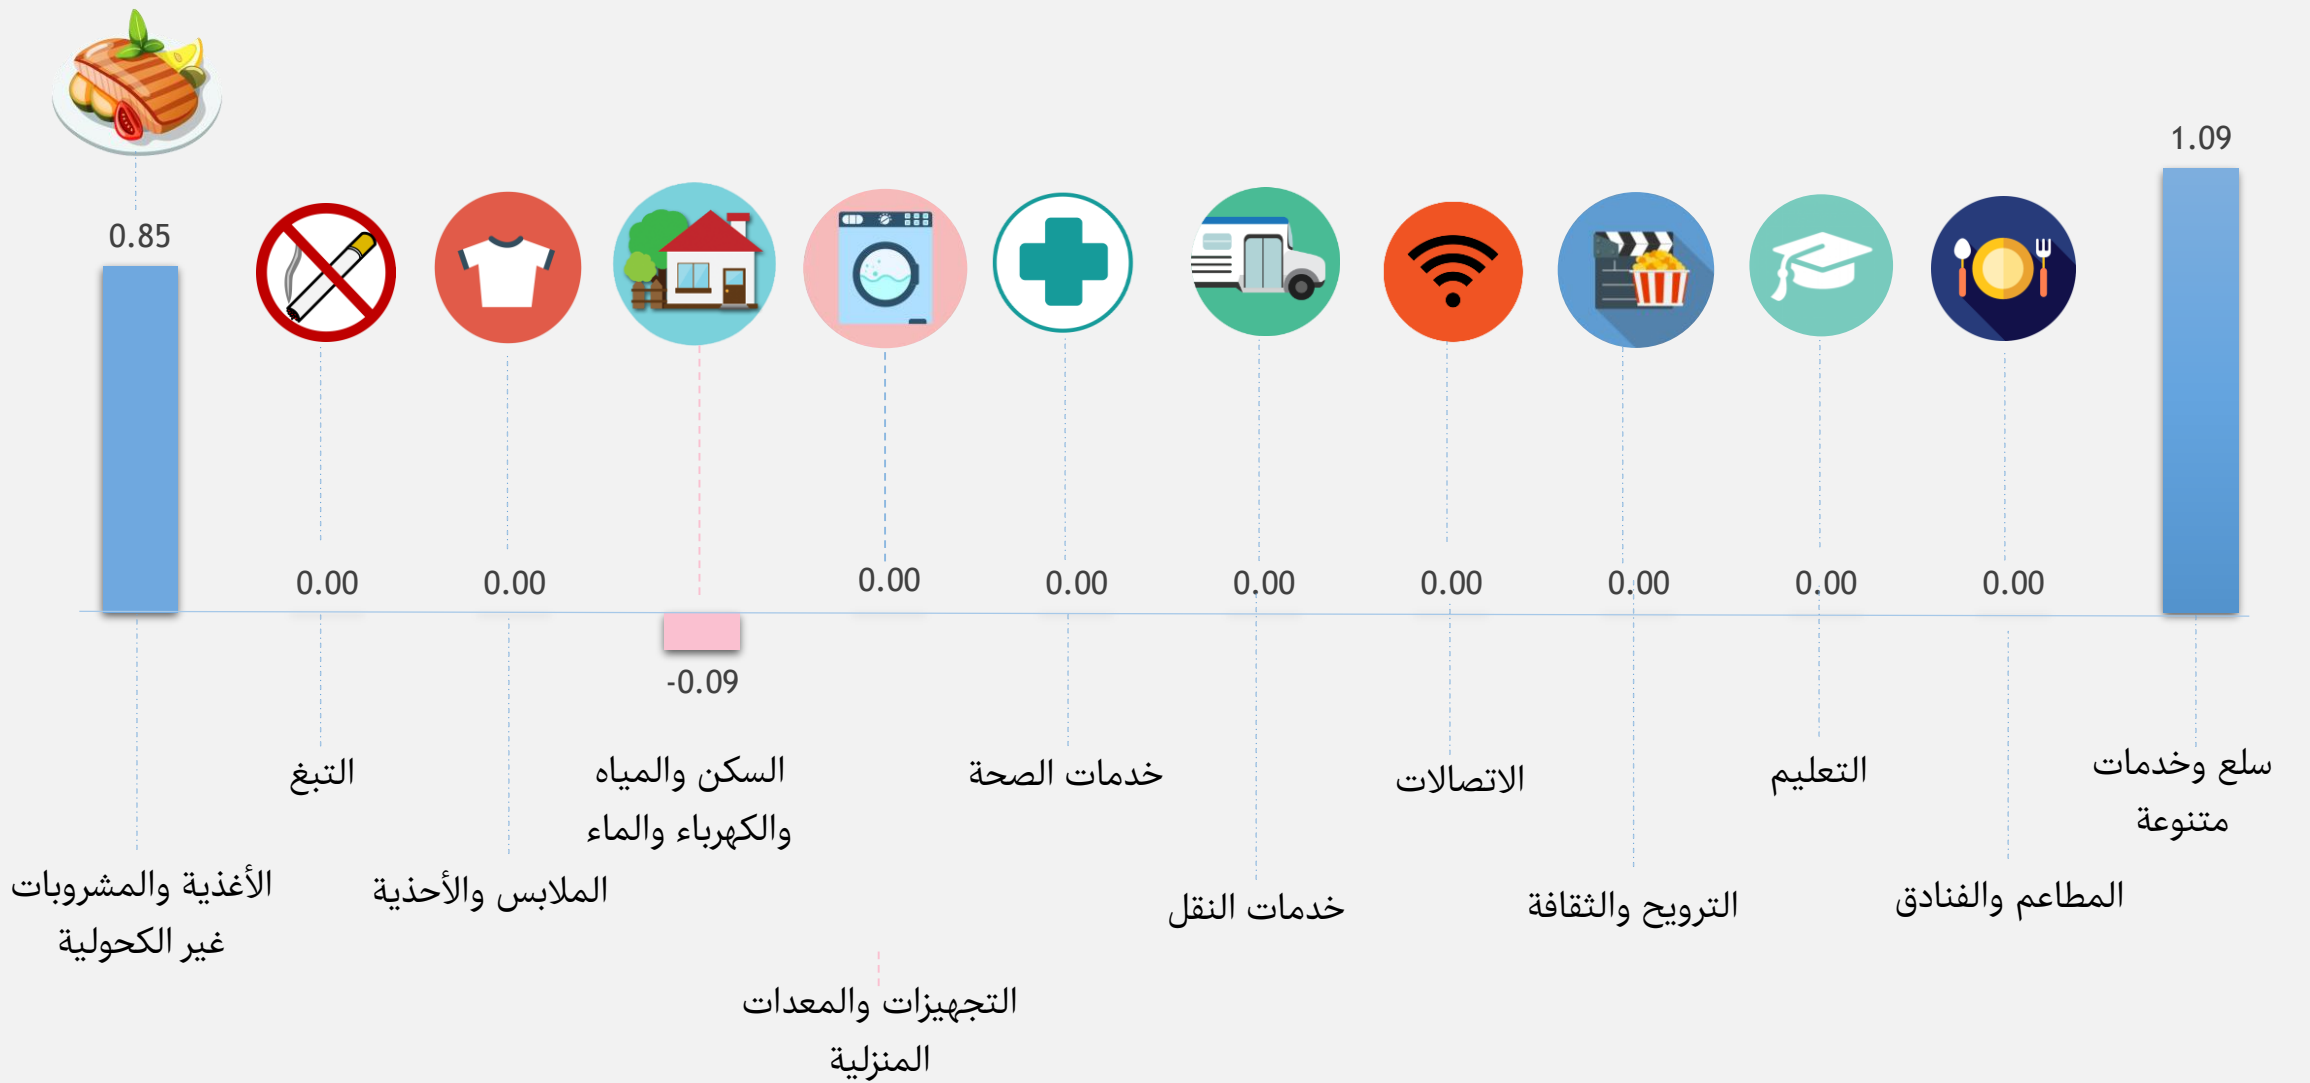 1.09
0.85
0.00
0.00
0.00
0.00
0.00
0.00
0.00
0.00
0.00
-0.09
سلع وخدمات
متنوعة
المطاعم والفنادق
التعليم
الترويح والثقافة
الاتصالات
خدمات النقل
خدمات الصحة
التجهيزات والمعدات
المنزلية
السكن والمياه
والكهرباء والماء
الملابس والأحذية
التبغ
الأغذية والمشروبات
غير الكحولية